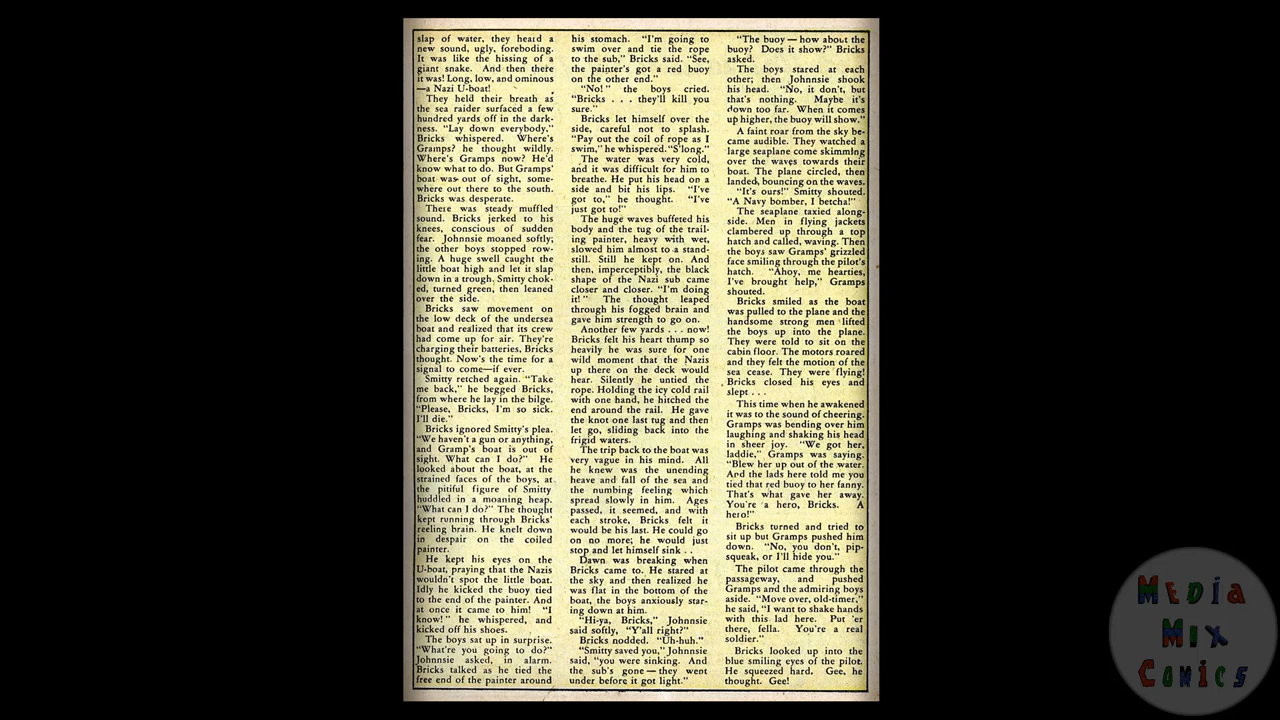 slap of water, they heard a
new sound, ugly, foreboding.
It was like the hissing of a
giant snake. And then there
it was! Long, low, and ominous
—a Nazi U-boat!
They held their breath as
the sea raider surfaced a few
hundred yards off in the dark-
ness. "Lay down everybody,"
Bricks whispered. Where's
Gramps? he thought wildly.
Where's Gramps now? He'd
know what to do. But Gramps'
boat was out of sight, some-
where out there to the south.
Bricks was desperate.
There was steady muffled
sound. Bricks jerked to his
knees, conscious of sudden
fear. Johnnsie moaned softly;
the other boys stopped row-
ing. A huge swell caught the
little boat high and let it slap
down in a trough. Smitty chok-
ed, turned green, then leaned
over the side.
Bricks saw movement on
the low deck of the undersea
boat and realized that its crew
had come up for air. They're
charging their batteries, Bricks
thought. Now's the time for a
signal to come—if ever.
Smitty retched again. "Take
me back," he begged Bricks,
from where he lay in the bilge.
"Please, Bricks, I'm so sick.
I'll die."
Bricks ignored Smitty's plea.
"We haven't a gun or anything,
and Gramp's boat is out of
sight. What can I do?" He
looked about the boat, at the
strained faces of the boys, at
the pitiful figure of Smitty
huddled in a moaning heap.
"What can I do?" The thought
kept running through Bricks'
reeling brain. He knelt down
in despair on the coiled
painter.
He kept his eyes on the
U-boat, praying that the Nazis
wouldn't spot the little boat.
Idly he kicked the buoy tied
to the end of the painter. And
at once it came to him! "I
know!" he whispered, and
kicked off his shoes.
The boys sat up in surprise.
"What're you going to do?"
Johnnsie asked, in alarm.
Bricks talked as he tied the
free end of the painter around
his stomach. "I'm going to
swim over and tie the rope
to the sub," Bricks said. "See,
the painter's got a red buoy
on the other end."
"No!" the boys cried.
"Bricks . . . they'll kill you
sure."
Bricks let himself over the
side, careful not to splash.
"Pay out the coil of rope as I
swim," he whispered. "S'long."
The water was very cold,
and it was difficult for him to
breathe. He put his head on a
side and bit his lips. "I've
got to," he thought. "I've
just got to!"
The huge waves buffeted his
body and the tug of the trail-
ing painter, heavy with wet,
slowed him almost to a stand-
still. Still he kept on. And
then, imperceptibly, the black
shape of the Nazi sub came
closer and closer. "I'm doing
it!" The thought leaped
through his fogged brain and
gave him strength to go on.
Another few yards . . . now!
Bricks felt his heart thump so
heavily he was sure for one
wild moment that the Nazis
up there on the deck would
hear. Silently he untied the
rope. Holding the icy cold rail
with one hand, he hitched the
end around the rail. He gave
the knot one last tug and then
let go, sliding back into the
frigid waters.
The trip back to the boat was
very vague in his mind. All
he knew was the unending
heave and fall of the sea and
the numbing feeling which
spread slowly in him. Ages
passed, it seemed, and with
each stroke, Bricks felt it
would be his last. He could go
on no more; he would just
stop and let himself sink . .
Dawn was breaking when
Bricks came to. He stared at
the sky and then realized he
was flat in the bottom of the
boat, the boys anxiously star-
ing down at him.
"Hi-ya, Bricks," Johnnsie
said softly, "Y'all right?"
Bricks nodded. "Uh-huh."
"Smitty saved you," Johnnsie
said, "you were sinking. And
the sub's gone — they went
under before it got light."
"The buoy — how about the
buoy? Does it show?" Bricks
asked.
The boys stared at each
other; then Johnnsie shook
his head. "No, it don't, but
that's nothing. Maybe it's
down too far. When it comes
up higher, the buoy will show."
A faint roar from the sky be-
came audible. They watched a
large seaplane come skimming
over the waves towards their
boat. The plane circled, then
landed, bouncing on the waves.
"It's ours!" Smitty shouted.
"A Navy bomber, I betcha!"
The seaplane taxied along-
side. Men in flying jackets
clambered up through a top
hatch and called, waving. Then
the boys saw Gramps' grizzled
face smiling through the pilot's
hatch. "Ahoy, me hearties,
I've brought help," Gramps
shouted.
Bricks smiled as the boat
was pulled to the plane and the
handsome strong men lifted
the boys up into the plane.
They were told to sit on the
cabin floor. The motors roared
and they felt the motion of the
sea cease. They were flying!
Bricks closed his eyes and
slept . . .
This time when he awakened
it was to the sound of cheering.
Gramps was bending over him
laughing and shaking his head
in sheer joy. "We got her,
laddie," Gramps was saying.
"Blew her up out of the water.
And the lads here told me you
tied that red buoy to her fanny.
That's what gave her away.
You're a hero, Bricks. A
hero!"
Bricks turned and tried to
sit up but Gramps pushed him
down. "No, you don't, pip-
squeak, or I'll hide you."
The pilot came through the
passageway, and pushed
Gramps and the admiring boys
aside. "Move over, old-timer,"
he said, "I want to shake hands
with this lad here. Put 'er
there, fella. You're a real
soldier."
Bricks looked up into the
blue smiling eyes of the pilot.
He squeezed hard. Gee, he
thought. Gee!
MEDia
MIX
COMiCS